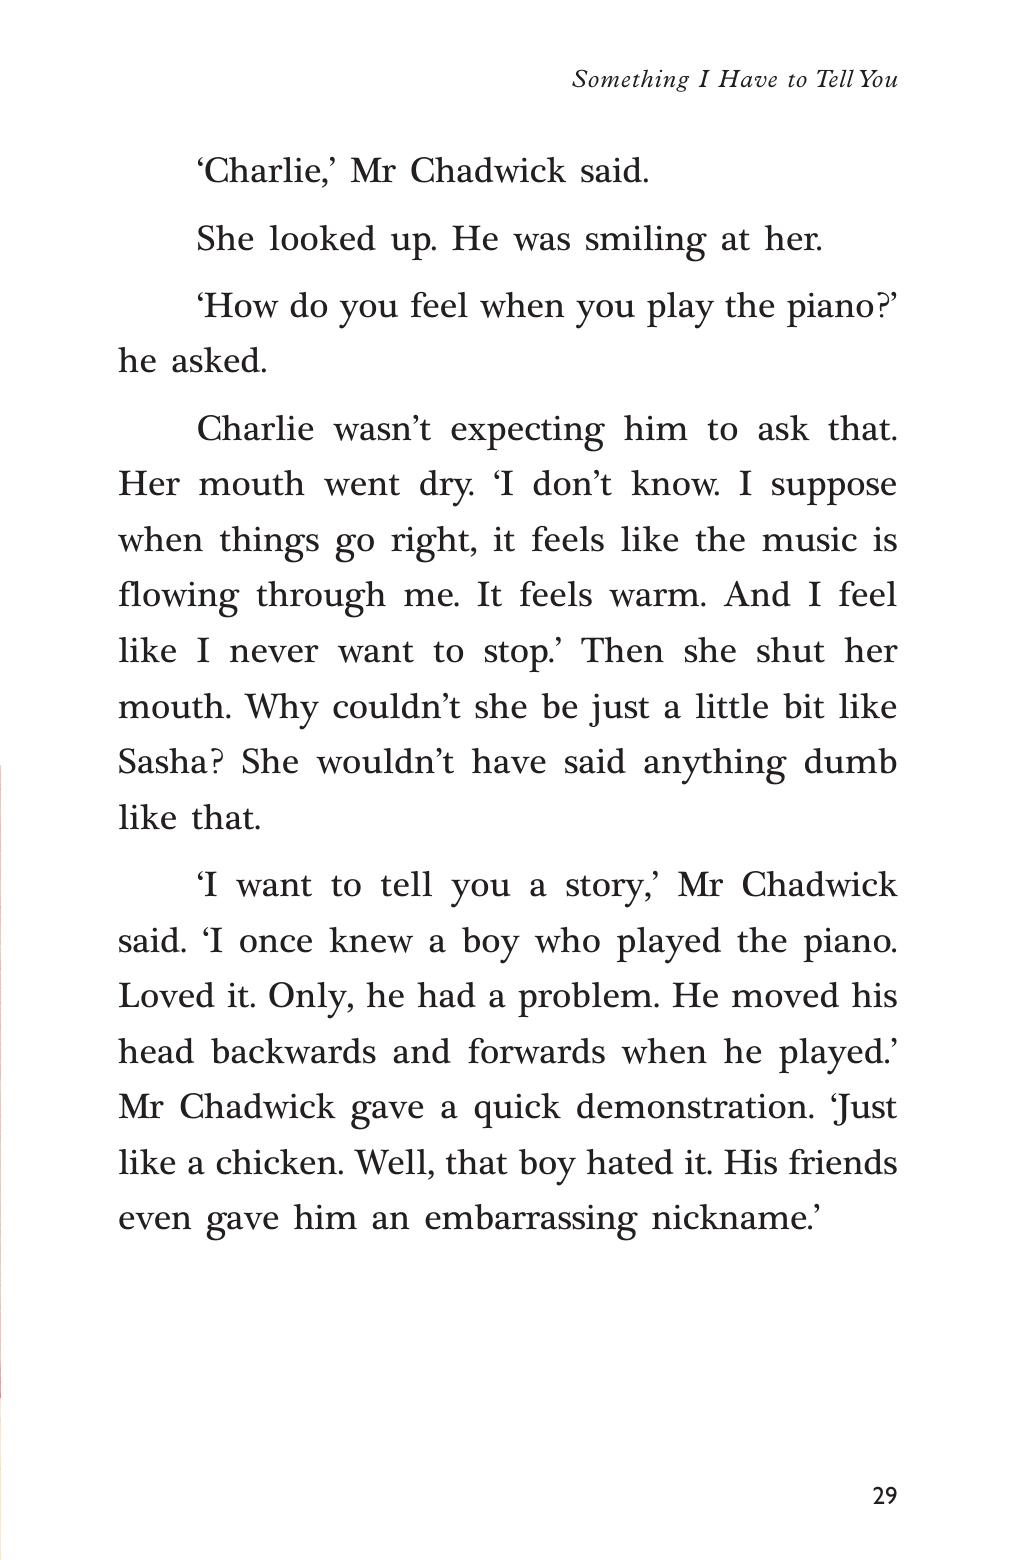 Something I Have to Tell You
‘Charlie,’ Mr Chadwick said.
She looked up. He was smiling at her.
‘How do you feel when you play the piano?’
he asked.
Charlie wasn’t expecting him to ask that.
Her mouth went dry. ‘I don’t know. I suppose
when things go right, it feels like the music is
flowing through me. It feels warm. And I feel
like I never want to stop.’ Then she shut her
mouth. Why couldn’t she be just a little bit like
Sasha? She wouldn’t have said anything dumb
like that.
‘I want to tell you a story,’ Mr Chadwick
said. ‘I once knew a boy who played the piano.
Loved it. Only, he had a problem. He moved his
head backwards and forwards when he played.’
Mr Chadwick gave a quick demonstration. ‘Just
like a chicken. Well, that boy hated it. His friends
even gave him an embarrassing nickname.’
29